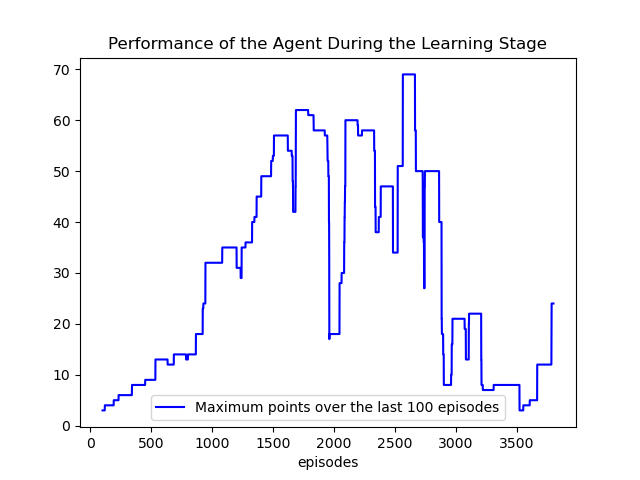 Performance of the Agent During the Learning Stage
70
60
50
40
30
20
10
0
Maximum points over the last 100 episodes
0 500 1000 1500 2000 2500 3000 3500
episodes